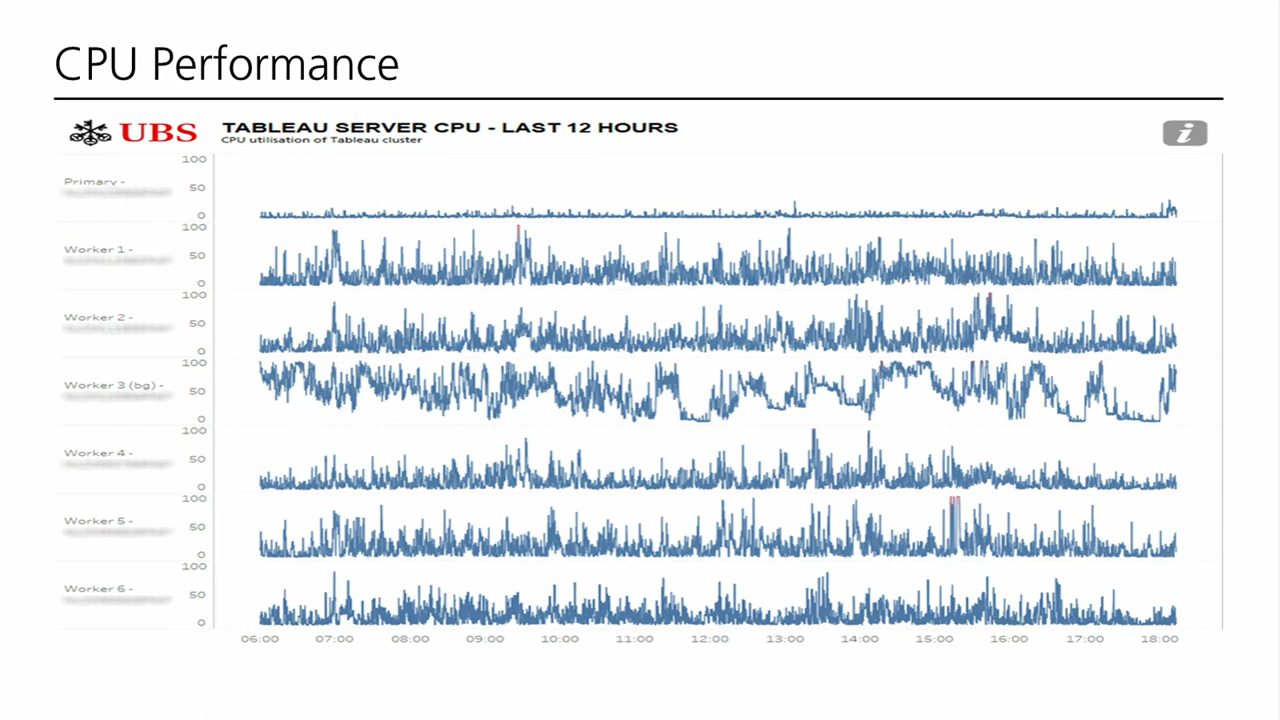 CPU Performance
UBS
TABLEAU SERVER CPU - LAST 12 HOURS
CPU utilisation of Tableau cluster
i
Primary -
100
50
0
Worker 1 -
100
50
0
Worker 2 -
100
50
0
Worker 3 (bg) -
100
50
0
Worker 4 -
100
50
0
Worker 5 -
100
50
0
Worker 6 -
100
50
0
06:00 07:00 08:00 09:00 10:00 11:00 12:00 13:00 14:00 15:00 16:00 17:00 18:00